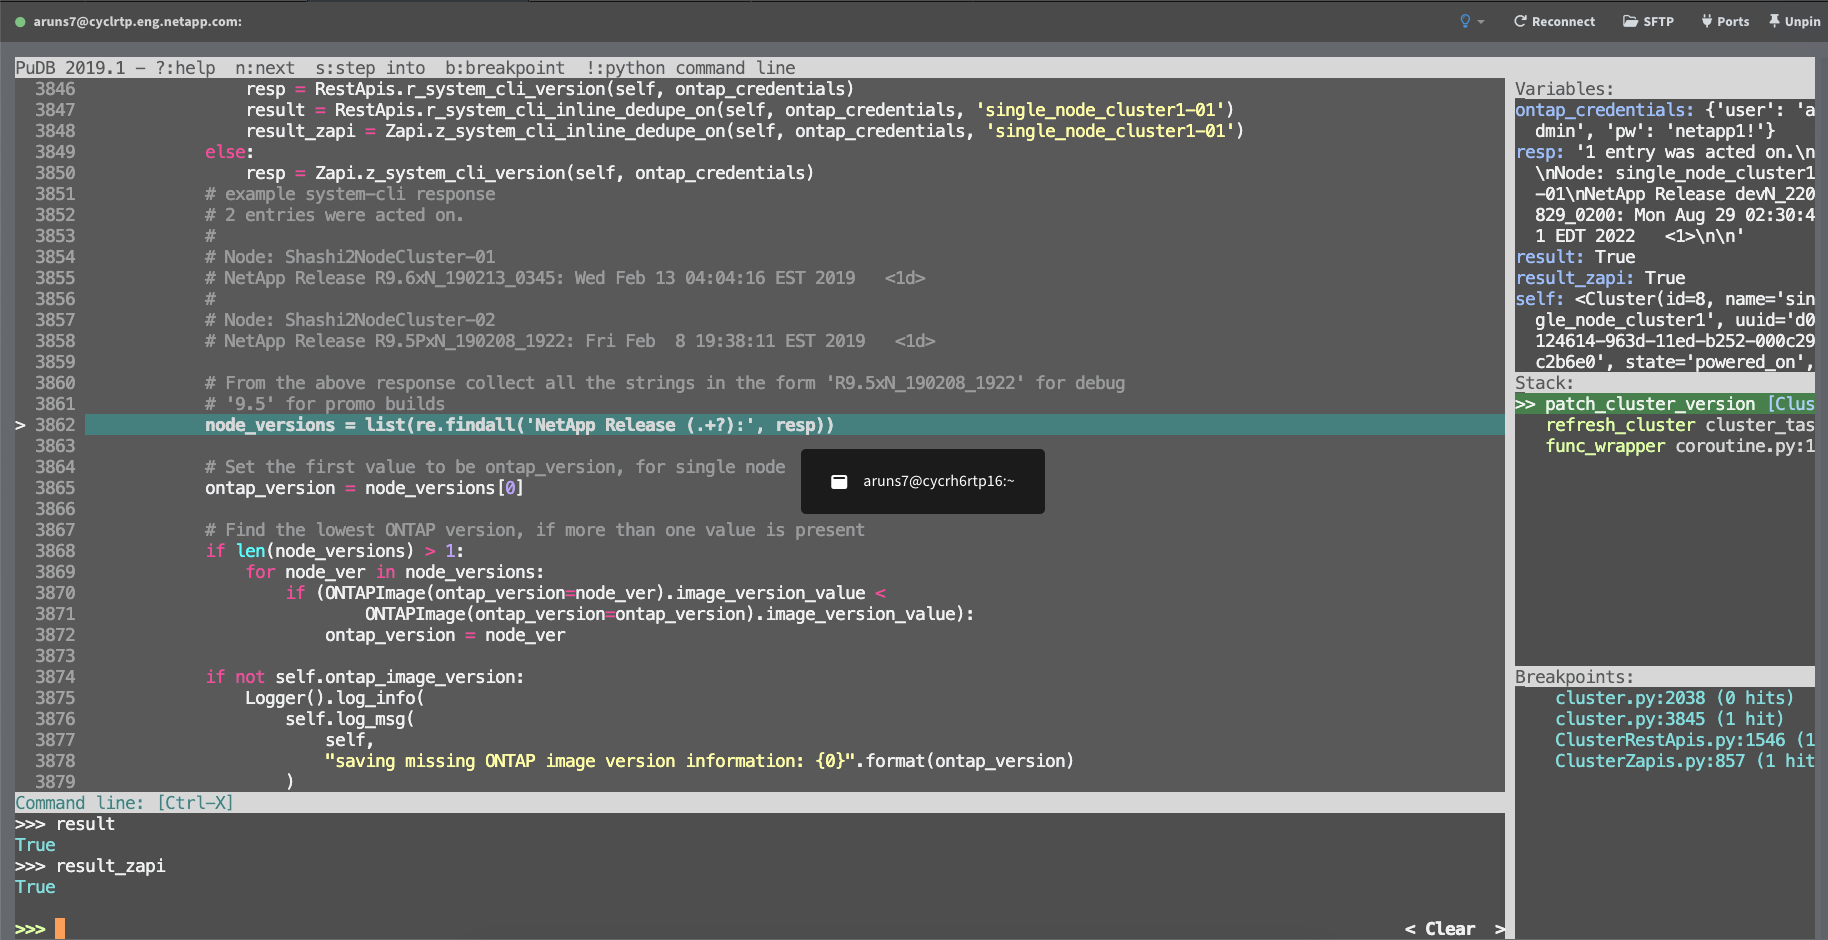 aruns7@cyclrtp.eng.netapp.com:
Reconnect SFTP Ports Unpin
PuDB 2019.1 - ?:help  n:next  s:step into  b:breakpoint  !:python command line
3846                 resp = RestApis.r_system_cli_version(self, ontap_credentials)
3847                 result = RestApis.r_system_cli_inline_dedupe_on(self, ontap_credentials, 'single_node_cluster1-01')
3848                 result_zapi = Zapi.z_system_cli_inline_dedupe_on(self, ontap_credentials, 'single_node_cluster1-01')
3849             else:
3850                 resp = Zapi.z_system_cli_version(self, ontap_credentials)
3851             # example system-cli response
3852             # 2 entries were acted on.
3853             #
3854             # Node: Shashi2NodeCluster-01
3855             # NetApp Release R9.6xN_190213_0345: Wed Feb 13 04:04:16 EST 2019   <1d>
3856             #
3857             # Node: Shashi2NodeCluster-02
3858             # NetApp Release R9.5PxN_190208_1922: Fri Feb  8 19:38:11 EST 2019   <1d>
3859
3860             # From the above response collect all the strings in the form 'R9.5xN_190208_1922' for debug
3861             # '9.5' for promo builds
> 3862             node_versions = list(re.findall('NetApp Release (.+?):', resp))
3863
3864             # Set the first value to be ontap_version, for single node
3865             ontap_version = node_versions[0]
3866
3867             # Find the lowest ONTAP version, if more than one value is present
3868             if len(node_versions) > 1:
3869                 for node_ver in node_versions:
3870                     if (ONTAPImage(ontap_version=node_ver).image_version_value <
3871                             ONTAPImage(ontap_version=ontap_version).image_version_value):
3872                         ontap_version = node_ver
3873
3874             if not self.ontap_image_version:
3875                 Logger().log_info(
3876                     self.log_msg(
3877                         self,
3878                         "saving missing ONTAP image version information: {0}".format(ontap_version)
3879                     )
aruns7@cycrh6rtp16:~
Command line: [Ctrl-X]
>>> result
True
>>> result_zapi
True
>>>
< Clear  >
Variables:
ontap_credentials: {'user': 'a
dmin', 'pw': 'netapp1!'}
resp: '1 entry was acted on.\n
\nNode: single_node_cluster1
-01\nNetApp Release devN_220
829_0200: Mon Aug 29 02:30:4
1 EDT 2022   <1>\n\n'
result: True
result_zapi: True
self: <Cluster(id=8, name='sin
gle_node_cluster1', uuid='d0
124614-963d-11ed-b252-000c29
c2b6e0', state='powered_on',
Stack:
>> patch_cluster_version [Clus
refresh_cluster cluster_tas
func_wrapper coroutine.py:1
Breakpoints:
cluster.py:2038 (0 hits)
cluster.py:3845 (1 hit)
ClusterRestApis.py:1546 (1
ClusterZapis.py:857 (1 hit